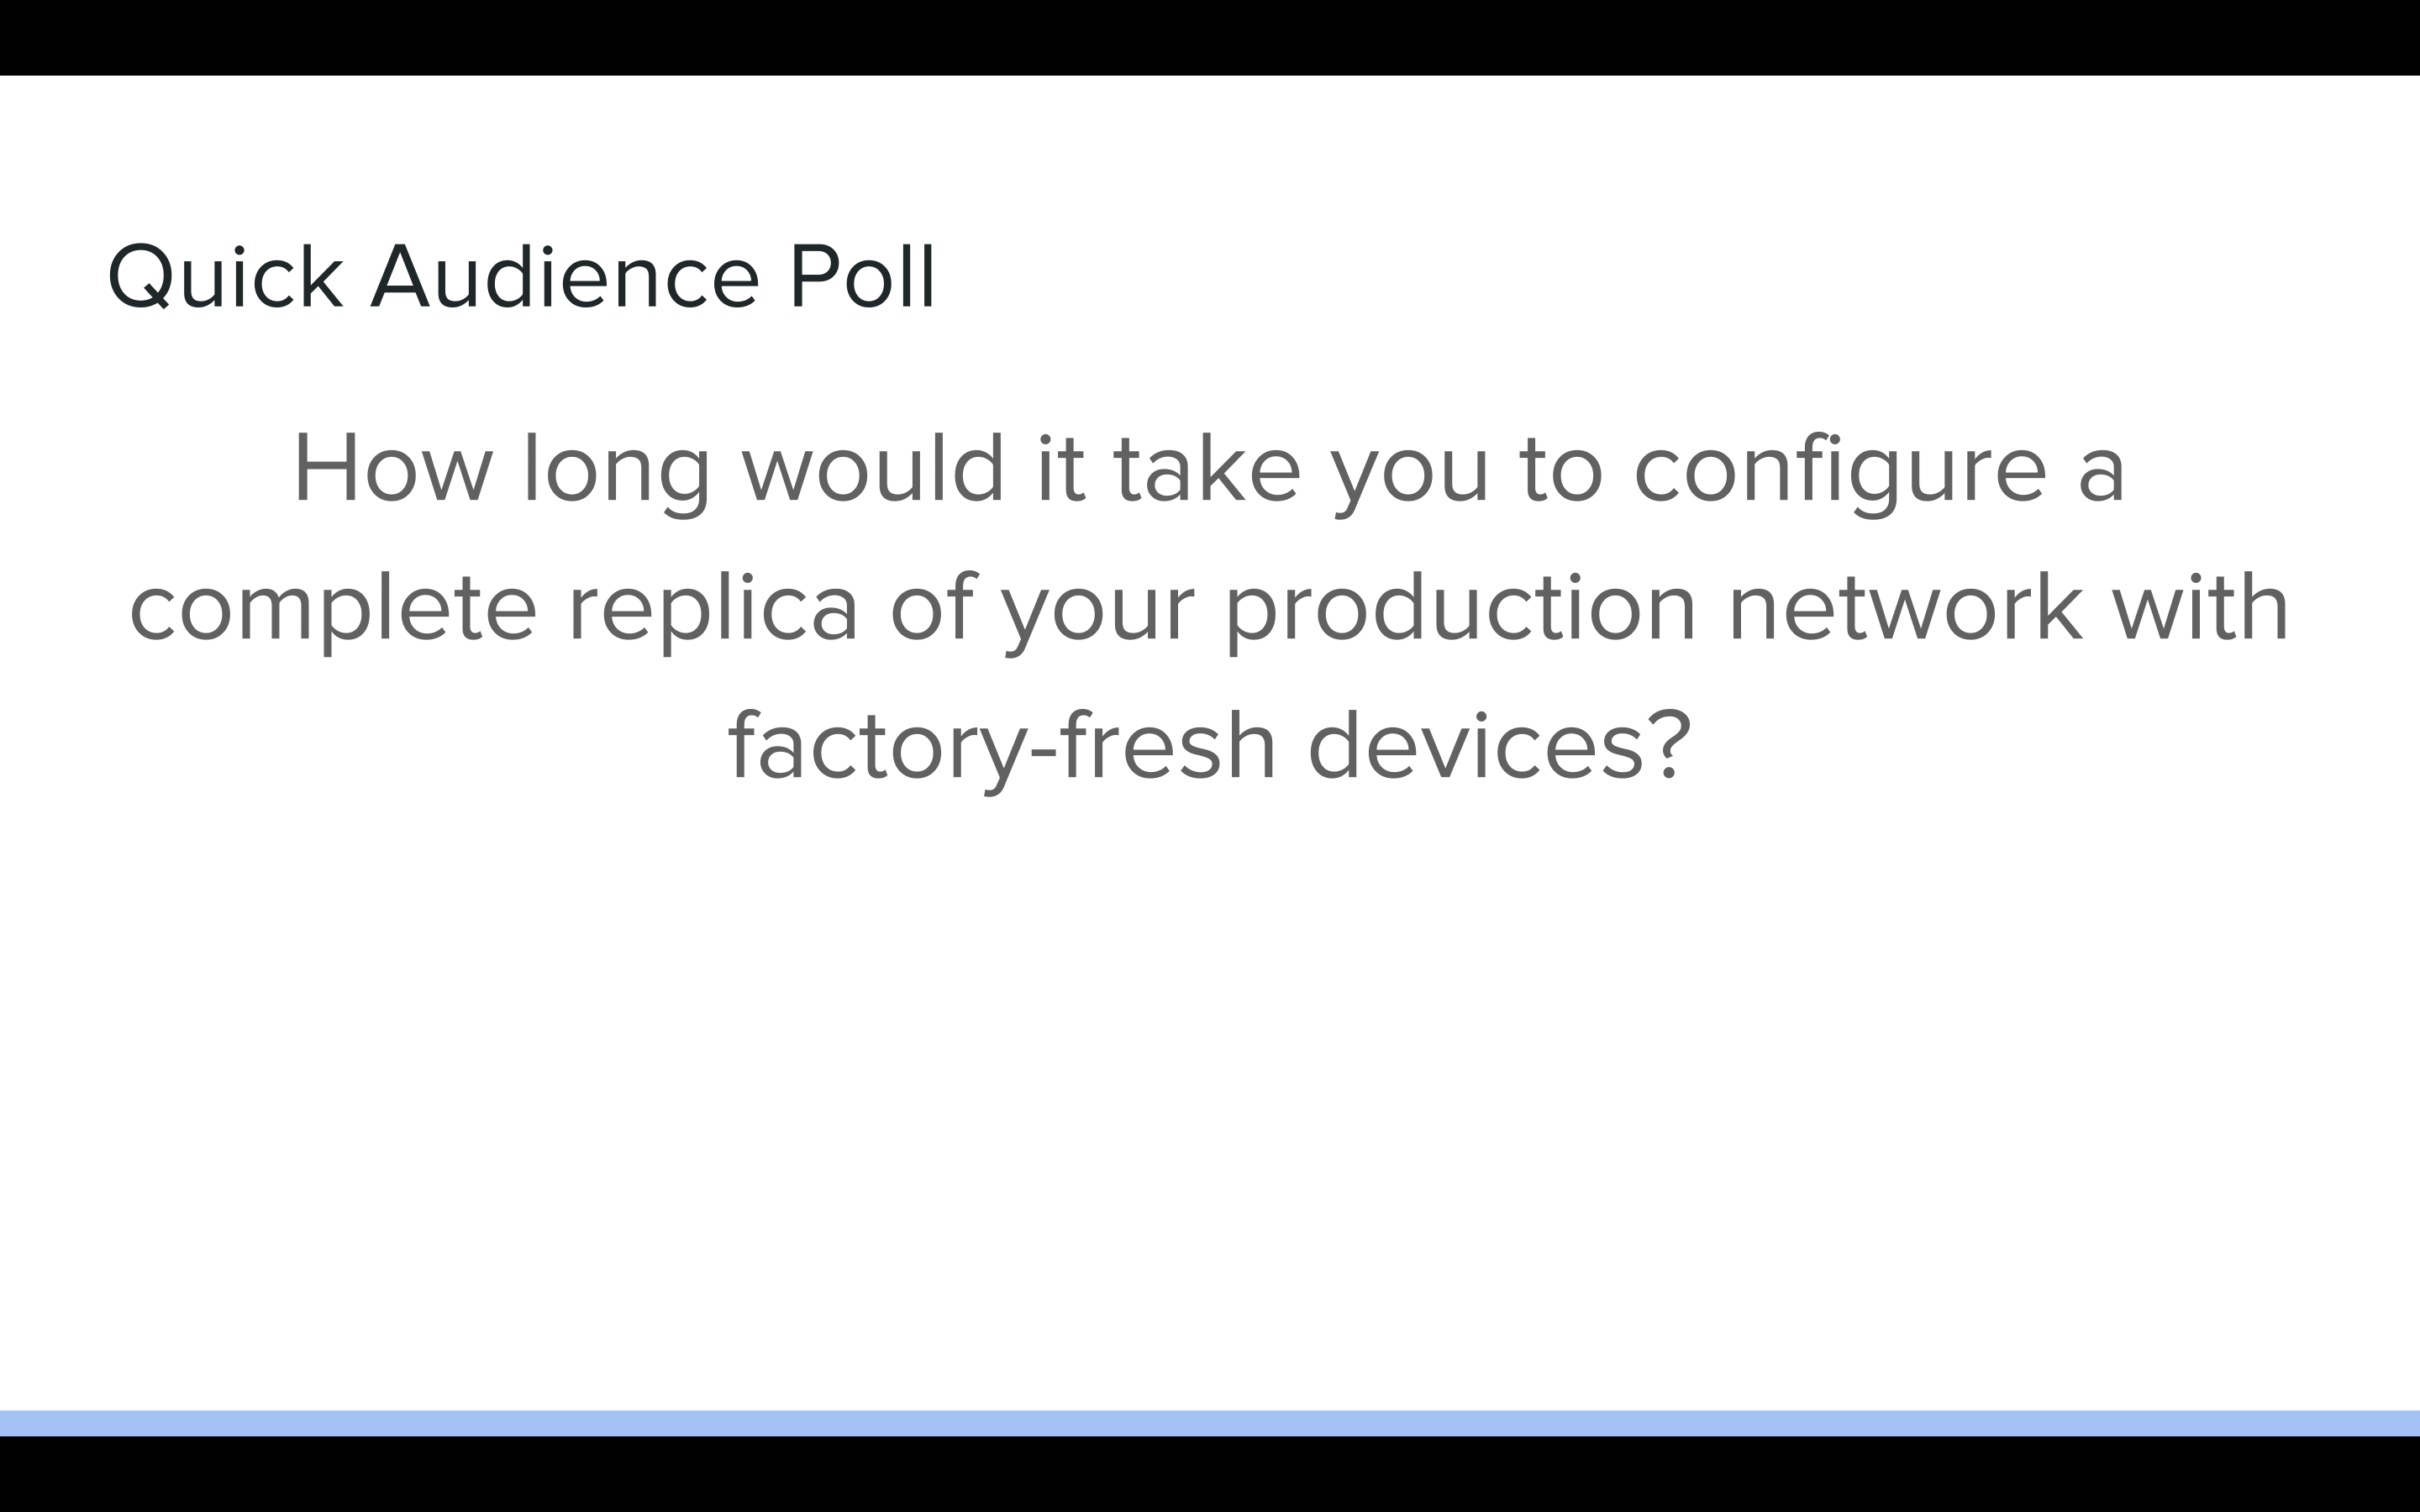 Quick Audience Poll
How long would it take you to configure a
complete replica of your production network with
factory-fresh devices?